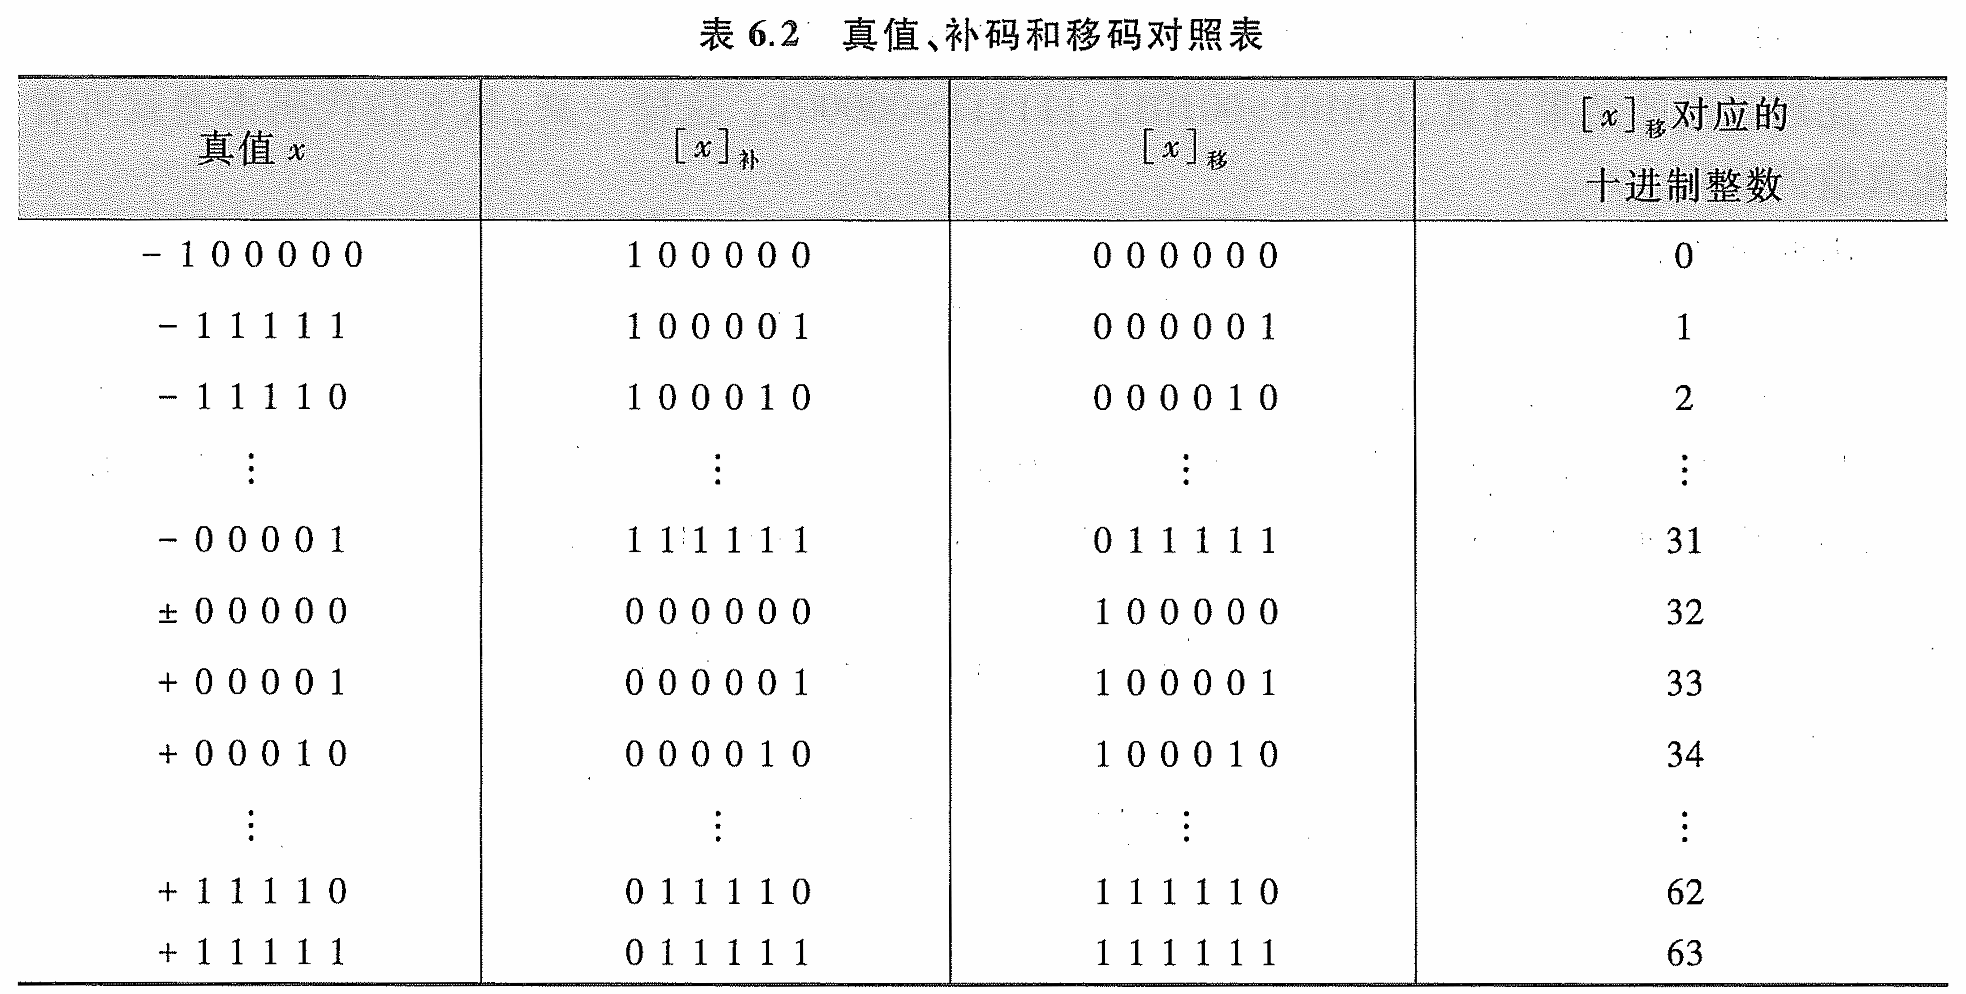 表 6.2 真值、补码和移码对照表
真值 x [x]补 [x]移 [x]移对应的
十进制整数
-100000 100000 000000 0
-11111 100001 000001 1
-11110 100010 000010 2
⋮ ⋮ ⋮ ⋮
-00001 111111 011111 31
±00000 000000 100000 32
+00001 000001 100001 33
+00010 000010 100010 34
⋮ ⋮ ⋮ ⋮
+11110 011110 111110 62
+11111 011111 111111 63